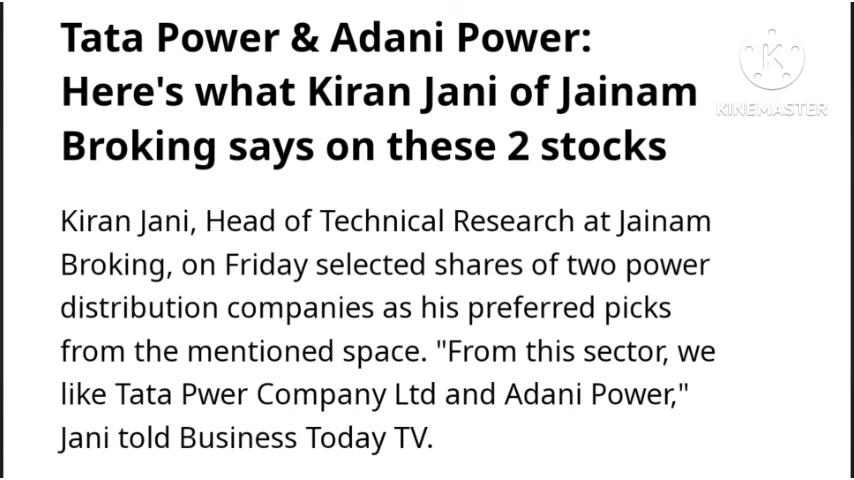 Tata Power & Adani Power:
Here's what Kiran Jani of Jainam
Broking says on these 2 stocks
K
KINEMASTER
Kiran Jani, Head of Technical Research at Jainam
Broking, on Friday selected shares of two power
distribution companies as his preferred picks
from the mentioned space. "From this sector, we
like Tata Pwer Company Ltd and Adani Power,"
Jani told Business Today TV.